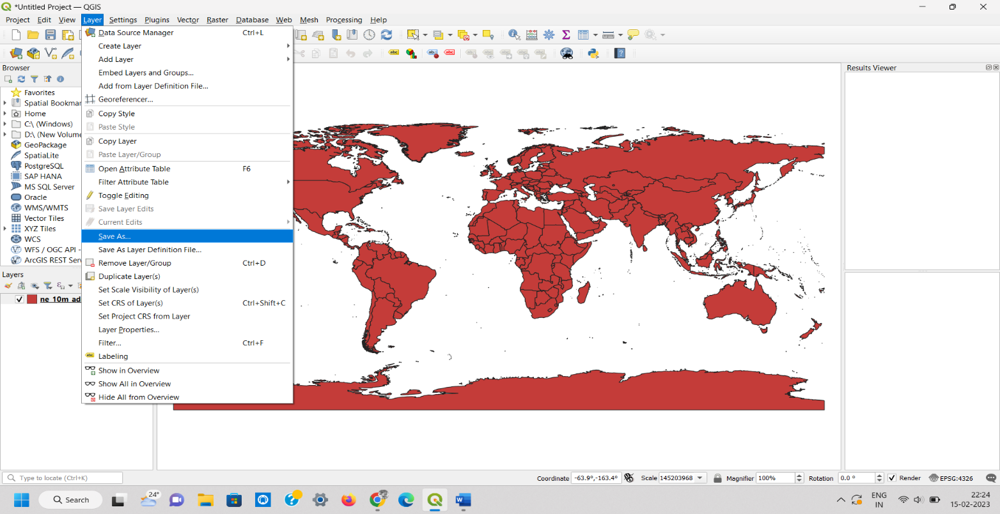 *Untitled Project — QGIS
Project Edit View Layer Settings Plugins Vector Raster Database Web Mesh Processing Help
Data Source Manager Ctrl+L
Create Layer
Add Layer
Embed Layers and Groups...
Add from Layer Definition File...
Georeferencer...
Copy Style
Paste Style
Copy Layer
Paste Layer/Group
Open Attribute Table F6
Filter Attribute Table
Toggle Editing
Save Layer Edits
Current Edits
Save As...
Save As Layer Definition File...
Remove Layer/Group Ctrl+D
Duplicate Layer(s)
Set Scale Visibility of Layer(s)
Set CRS of Layer(s) Ctrl+Shift+C
Set Project CRS from Layer
Layer Properties...
Filter... Ctrl+F
abc Labeling
Show in Overview
Show All in Overview
Hide All from Overview
abc abc ab abc
Browser
Favorites
Spatial Bookmar
Home
C:\ (Windows)
D:\ (New Volume
GeoPackage
SpatiaLite
PostgreSQL
SAP HANA
MS SQL Server
Oracle
WMS/WMTS
Vector Tiles
XYZ Tiles
WCS
WFS / OGC API -
ArcGIS REST Serv
Layers
ne_10m_ad
Results Viewer
Type to locate (Ctrl+K)
Coordinate -63.9°,-163.4° Scale 145203968 Magnifier 100% Rotation 0.0 ° Render EPSG:4326
Search 24° ENG IN 22:24 15-02-2023